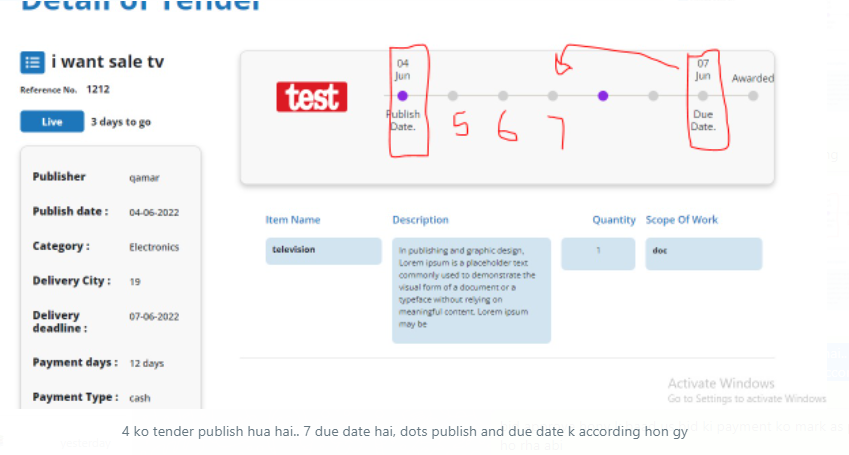 Detail of Tender
i want sale tv
Reference No. 1212
Live 3 days to go
Publisher qamar
Publish date : 04-06-2022
Category : Electronics
Delivery City : 19
Delivery deadline : 07-06-2022
Payment days : 12 days
Payment Type : cash
test
04
Jun
Publish
Date.
5 6 7
07
Jun
Due
Date.
Awarded
Item Name Description Quantity Scope Of Work
television
In publishing and graphic design,
Lorem ipsum is a placeholder text
commonly used to demonstrate the
visual form of a document or a
typeface without relying on
meaningful content. Lorem ipsum
may be
1
doc
Activate Windows
Go to Settings to activate Windows
4 ko tender publish hua hai.. 7 due date hai, dots publish and due date k according hon gy